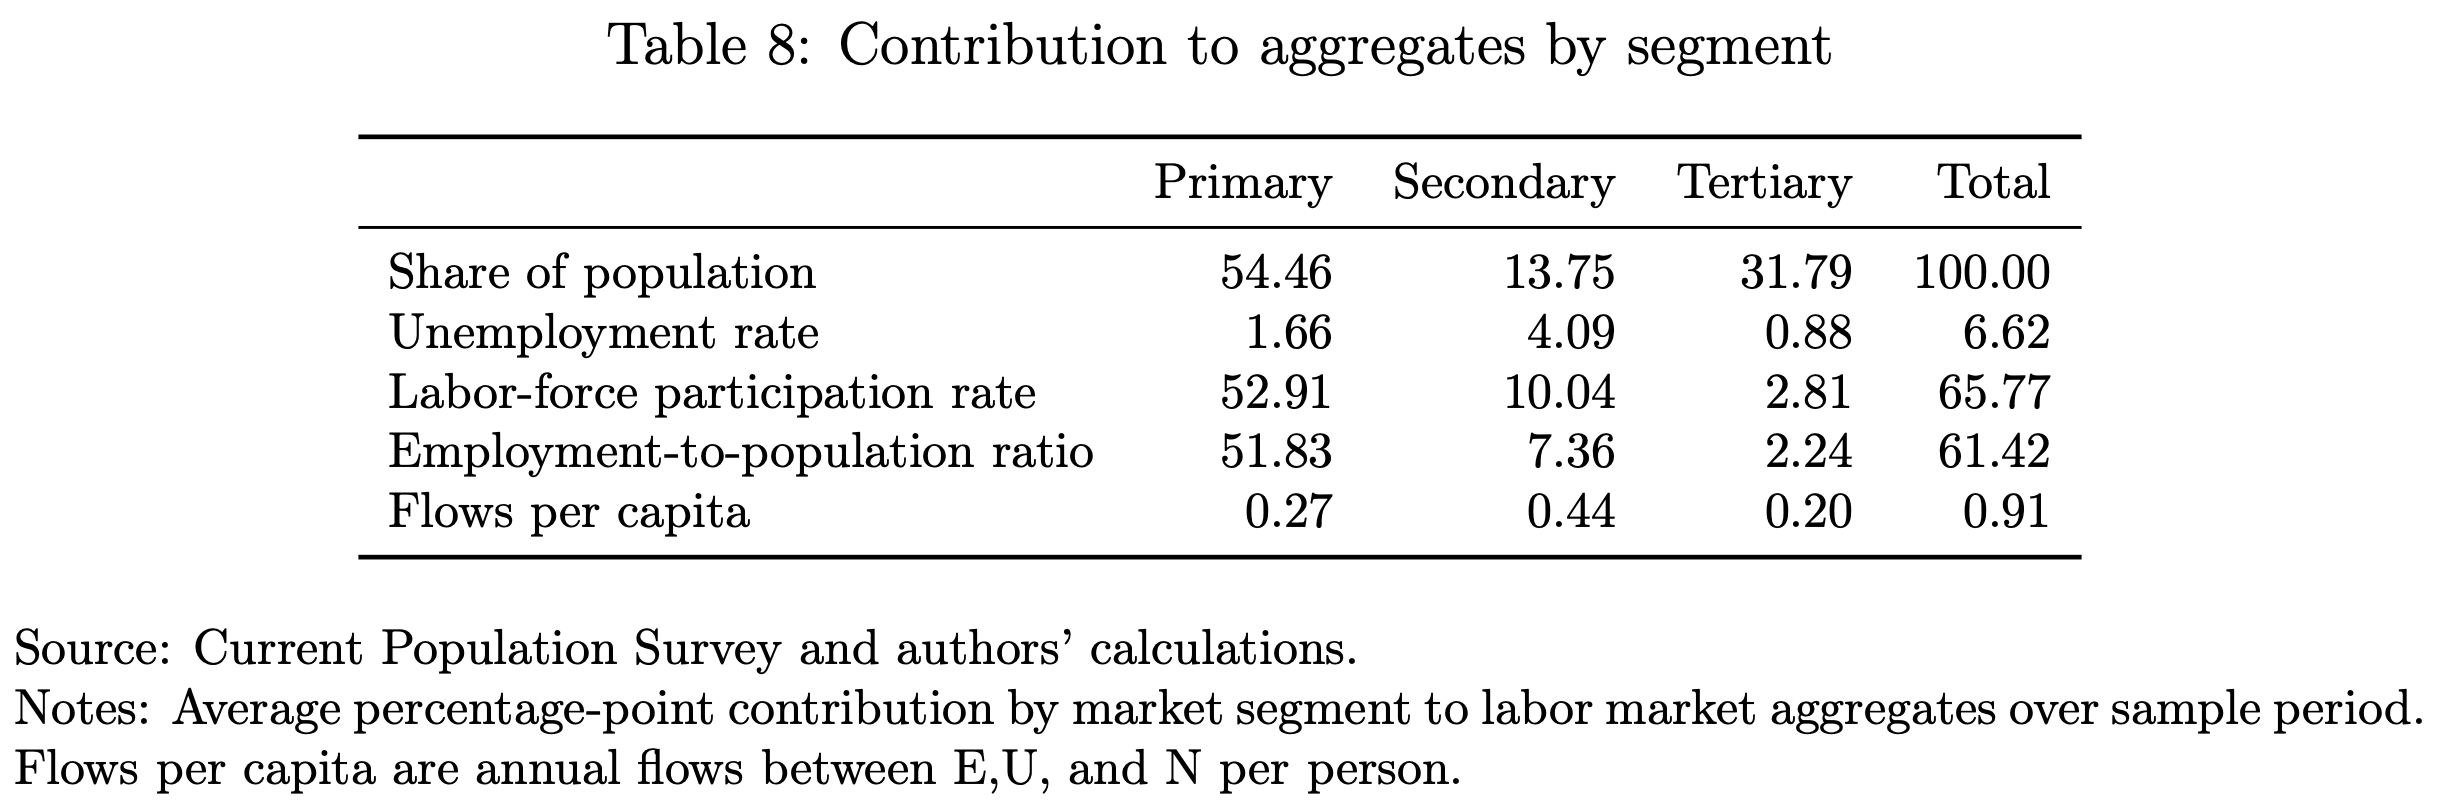 Table 8: Contribution to aggregates by segment
Primary Secondary Tertiary Total
Share of population 54.46 13.75 31.79 100.00
Unemployment rate 1.66 4.09 0.88 6.62
Labor-force participation rate 52.91 10.04 2.81 65.77
Employment-to-population ratio 51.83 7.36 2.24 61.42
Flows per capita 0.27 0.44 0.20 0.91
Source: Current Population Survey and authors’ calculations.
Notes: Average percentage-point contribution by market segment to labor market aggregates over sample period.
Flows per capita are annual flows between E,U, and N per person.